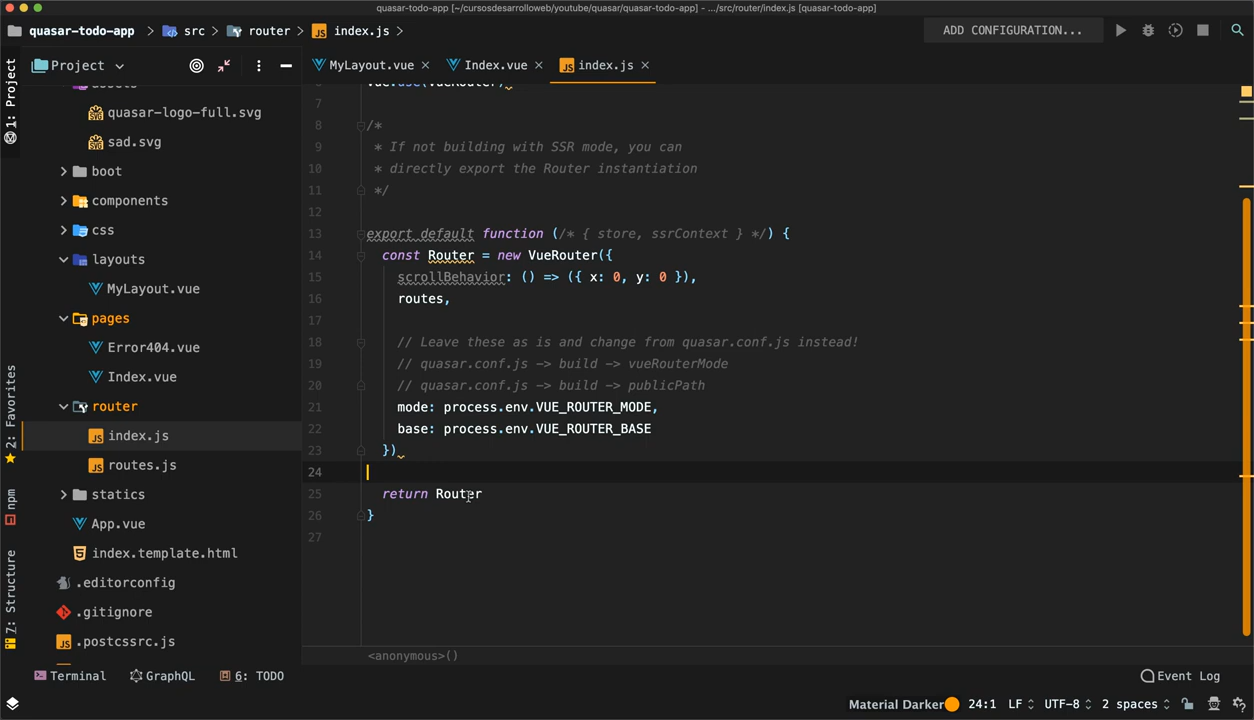 quasar-todo-app [~/cursosdesarrolloweb/youtube/quasar/quasar-todo-app] - .../src/router/index.js [quasar-todo-app]
quasar-todo-app > src > router > index.js >
ADD CONFIGURATION...
1: Project
2: Favorites
npm
7: Structure
Project
assets
quasar-logo-full.svg
sad.svg
boot
components
css
layouts
MyLayout.vue
pages
Error404.vue
Index.vue
router
index.js
routes.js
statics
App.vue
index.template.html
.editorconfig
.gitignore
.postcssrc.js
MyLayout.vue
Index.vue
index.js
Vue.use(VueRouter)
7
8 /*
9 * If not building with SSR mode, you can
10 * directly export the Router instantiation
11 */
12
13 export default function (/* { store, ssrContext } */) {
14 const Router = new VueRouter({
15 scrollBehavior: () => ({ x: 0, y: 0 }),
16 routes,
17
18 // Leave these as is and change from quasar.conf.js instead!
19 // quasar.conf.js -> build -> vueRouterMode
20 // quasar.conf.js -> build -> publicPath
21 mode: process.env.VUE_ROUTER_MODE,
22 base: process.env.VUE_ROUTER_BASE
23 })
24
25 return Router
26 }
27
<anonymous>()
Terminal
GraphQL
6: TODO
Event Log
Material Darker
24:1
LF
UTF-8
2 spaces